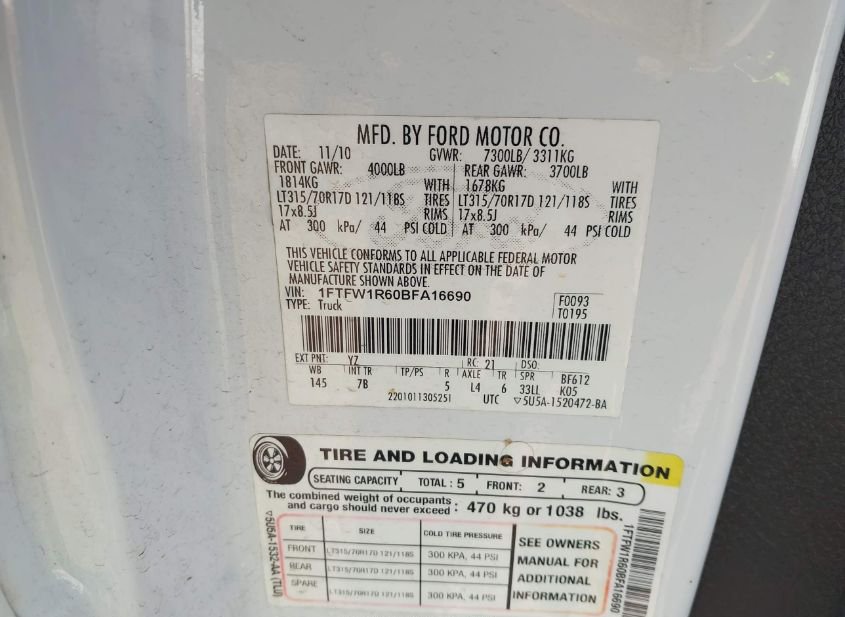 MFD. BY FORD MOTOR CO.
DATE: 11/10 GVWR: 7300LB/ 3311KG
FRONT GAWR: 4000LB REAR GAWR: 3700LB
1814KG WITH 1678KG WITH
LT315/70R17D 121/118S TIRES LT315/70R17D 121/118S TIRES
17x8.5J RIMS 17x8.5J RIMS
AT 300 kPa/ 44 PSI COLD AT 300 kPa/ 44 PSI COLD
THIS VEHICLE CONFORMS TO ALL APPLICABLE FEDERAL MOTOR
VEHICLE SAFETY STANDARDS IN EFFECT ON THE DATE OF
MANUFACTURE SHOWN ABOVE.
VIN: 1FTFW1R60BFA16690 F0093
TYPE: Truck T0195
EXT PNT: YZ RC: 21 DSO:
WB INT TR TP/PS R AXLE TR SPR BF612
145 7B 5 L4 6 33LL K05
2201011305251 UTC ▽5U5A-1520472-BA
TIRE AND LOADING INFORMATION
SEATING CAPACITY TOTAL : 5 FRONT: 2 REAR: 3
The combined weight of occupants
and cargo should never exceed : 470 kg or 1038 lbs.
TIRE SIZE COLD TIRE PRESSURE
FRONT LT315/70R17D 121/118S 300 KPA, 44 PSI
REAR LT315/70R17D 121/118S 300 KPA, 44 PSI
SPARE LT315/70R17D 121/118S 300 KPA, 44 PSI
SEE OWNERS
MANUAL FOR
ADDITIONAL
INFORMATION
▽5U5A-1532-AA (TLU)
1FTFW1R60BFA16690